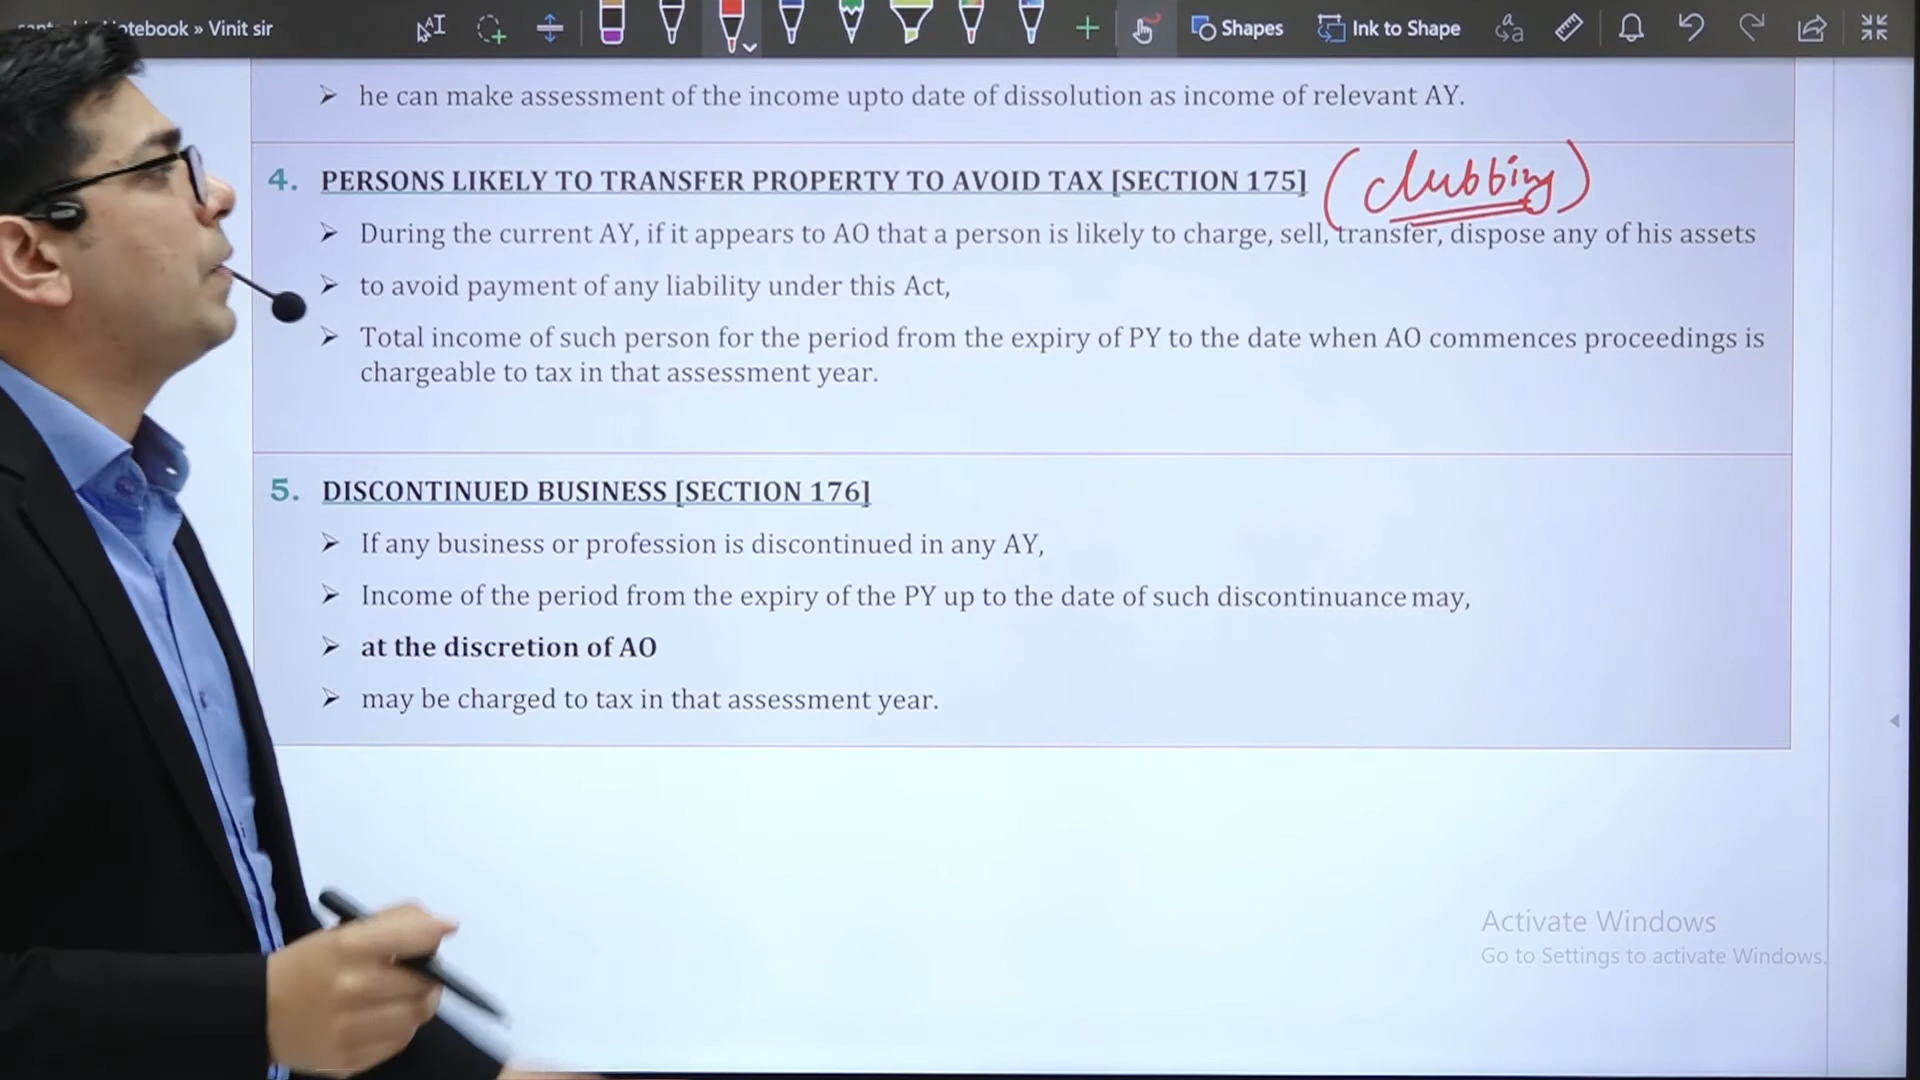 otebook » Vinit sir
Shapes
Ink to Shape
he can make assessment of the income upto date of dissolution as income of relevant AY.
4. PERSONS LIKELY TO TRANSFER PROPERTY TO AVOID TAX [SECTION 175] (clubbing)
➢ During the current AY, if it appears to AO that a person is likely to charge, sell, transfer, dispose any of his assets
➢ to avoid payment of any liability under this Act,
➢ Total income of such person for the period from the expiry of PY to the date when AO commences proceedings is
chargeable to tax in that assessment year.
5. DISCONTINUED BUSINESS [SECTION 176]
➢ If any business or profession is discontinued in any AY,
➢ Income of the period from the expiry of the PY up to the date of such discontinuance may,
➢ at the discretion of AO
➢ may be charged to tax in that assessment year.
Activate Windows
Go to Settings to activate Windows.